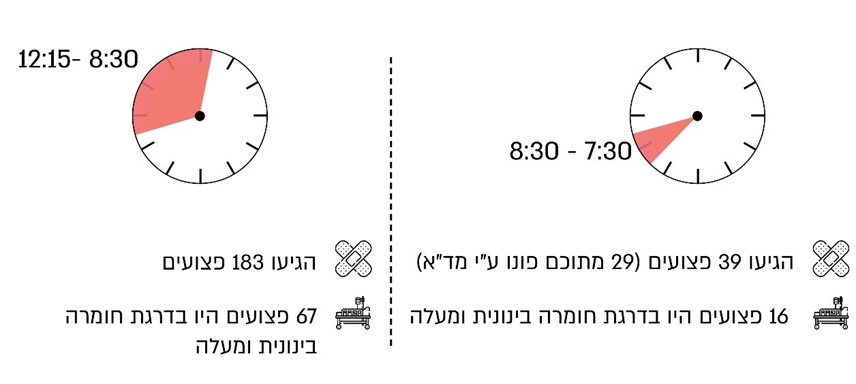 8:30 - 7:30
הגיעו 39 פצועים (29 מתוכם פונו ע"י מד"א)
16 פצועים היו בדרגת חומרה בינונית ומעלה
12:15- 8:30
הגיעו 183 פצועים
67 פצועים היו בדרגת חומרה
בינונית ומעלה